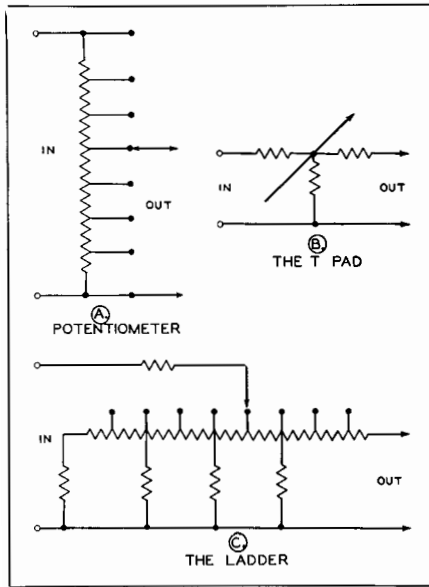 IN
OUT
A.
POTENTIOMETER
IN
OUT
B.
THE T PAD
IN
OUT
C.
THE LADDER